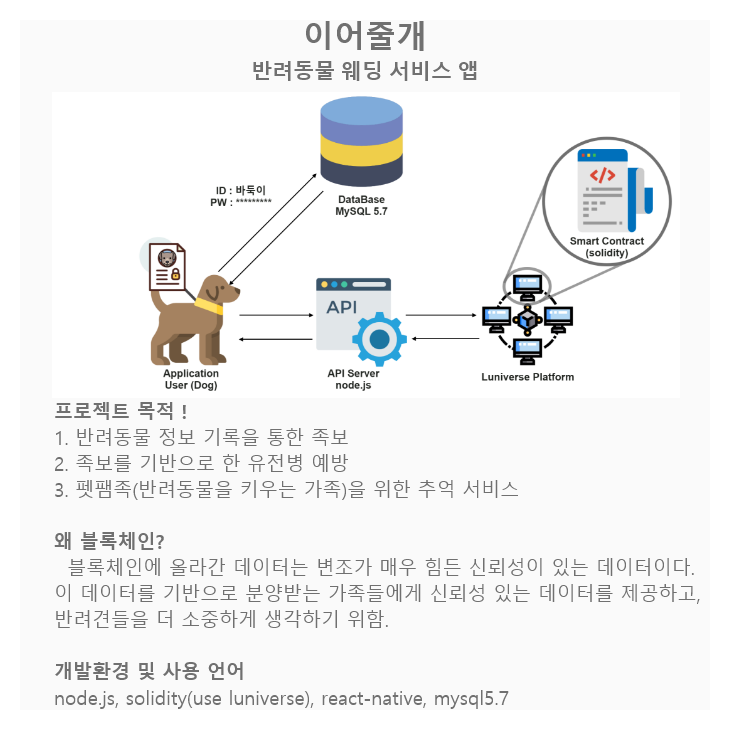 이어줄개
반려동물 웨딩 서비스 앱
ID : 바둑이
PW : *********
DataBase
MySQL 5.7
</>
Smart Contract
(solidity)
API
Application
User (Dog)
API Server
node.js
Luniverse Platform
프로젝트 목적 !
1. 반려동물 정보 기록을 통한 족보
2. 족보를 기반으로 한 유전병 예방
3. 펫팸족(반려동물을 키우는 가족)을 위한 추억 서비스
왜 블록체인?
블록체인에 올라간 데이터는 변조가 매우 힘든 신뢰성이 있는 데이터이다.
이 데이터를 기반으로 분양받는 가족들에게 신뢰성 있는 데이터를 제공하고,
반려견들을 더 소중하게 생각하기 위함.
개발환경 및 사용 언어
node.js, solidity(use luniverse), react-native, mysql5.7